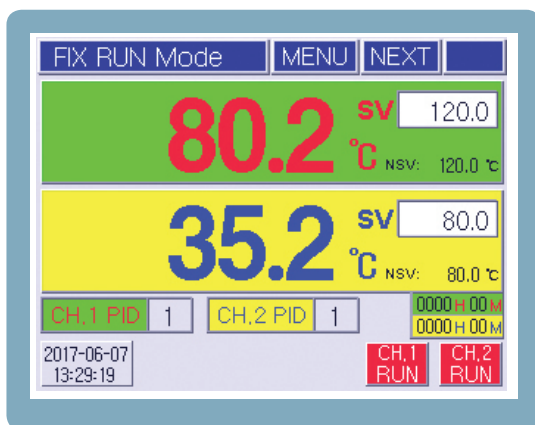 FIX RUN Mode MENU NEXT
80.2 °C SV 120.0
NSV: 120.0 ℃
35.2 °C SV 80.0
NSV: 80.0 ℃
CH.1 PID 1 CH.2 PID 1
0000 H 00 M
0000 H 00 M
2017-06-07
13:29:19
CH.1
RUN
CH.2
RUN